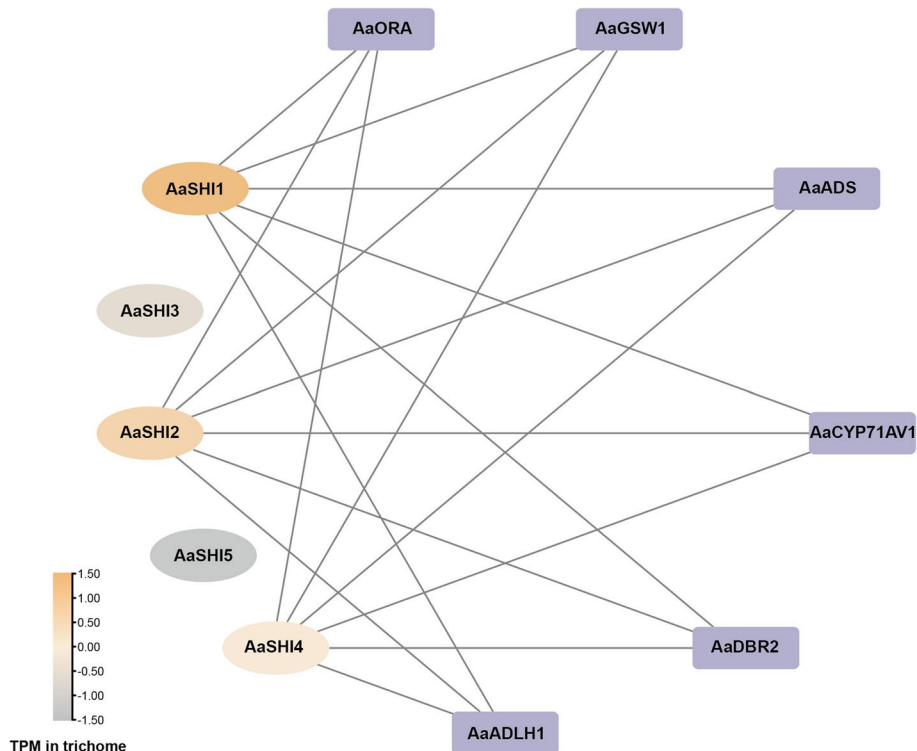 AaORA
AaGSW1
AaSHI1
AaADS
AaSHI3
AaSHI2
AaCYP71AV1
AaSHI5
1.50
1.00
0.50
0.00
-0.50
-1.00
-1.50
AaSHI4
AaDBR2
AaADLH1
TPM in trichome